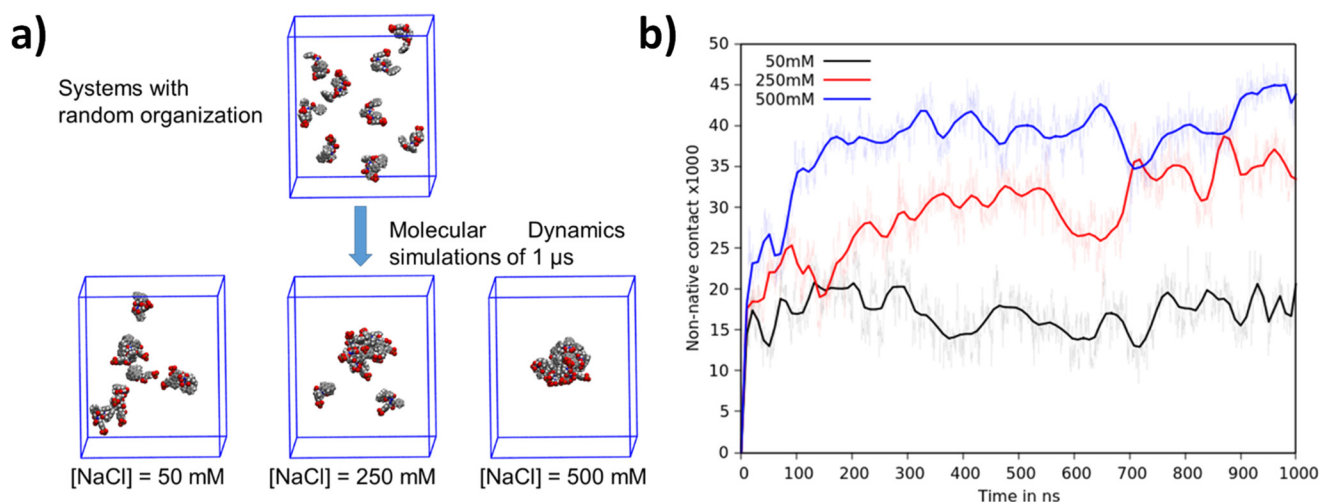 a)
Systems with
random organization
Molecular Dynamics
simulations of 1 µs
[NaCl] = 50 mM
[NaCl] = 250 mM
[NaCl] = 500 mM
b)
50
45
40
35
30
25
20
15
10
5
0
Non-native contact x1000
50mM
250mM
500mM
0 100 200 300 400 500 600 700 800 900 1000
Time in ns